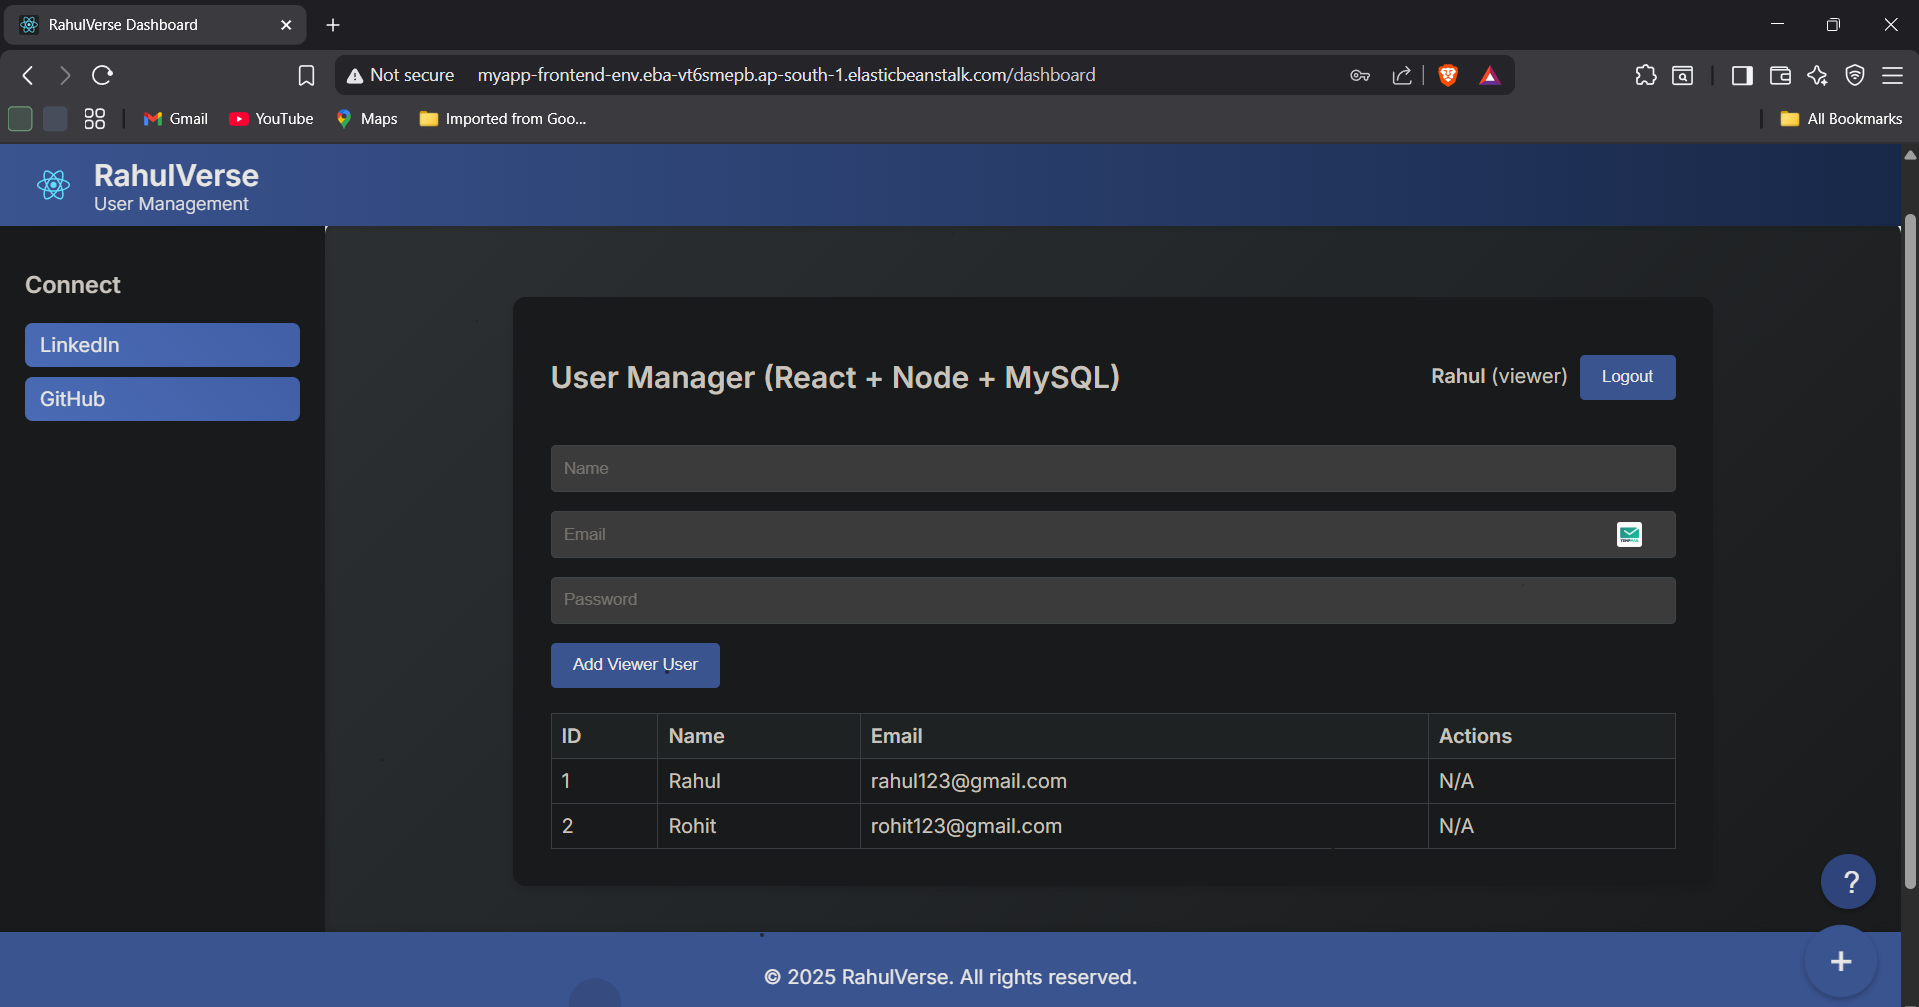 RahulVerse Dashboard
Not secure myapp-frontend-env.eba-vt6smepb.ap-south-1.elasticbeanstalk.com/dashboard
Gmail YouTube Maps Imported from Goo... All Bookmarks
RahulVerse
User Management
Connect
LinkedIn
GitHub
User Manager (React + Node + MySQL) Rahul (viewer) Logout
Name
Email
Password
Add Viewer User
ID Name Email Actions
1 Rahul rahul123@gmail.com N/A
2 Rohit rohit123@gmail.com N/A
?
+
© 2025 RahulVerse. All rights reserved.